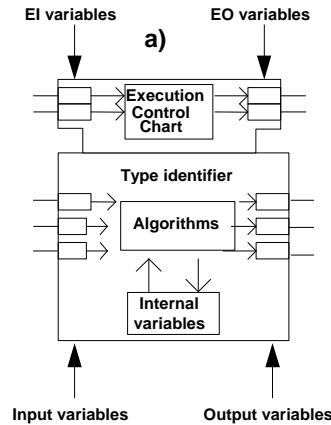 EI variables EO variables
a)
Execution
Control
Chart
Type identifier
Algorithms
Internal
variables
Input variables Output variables